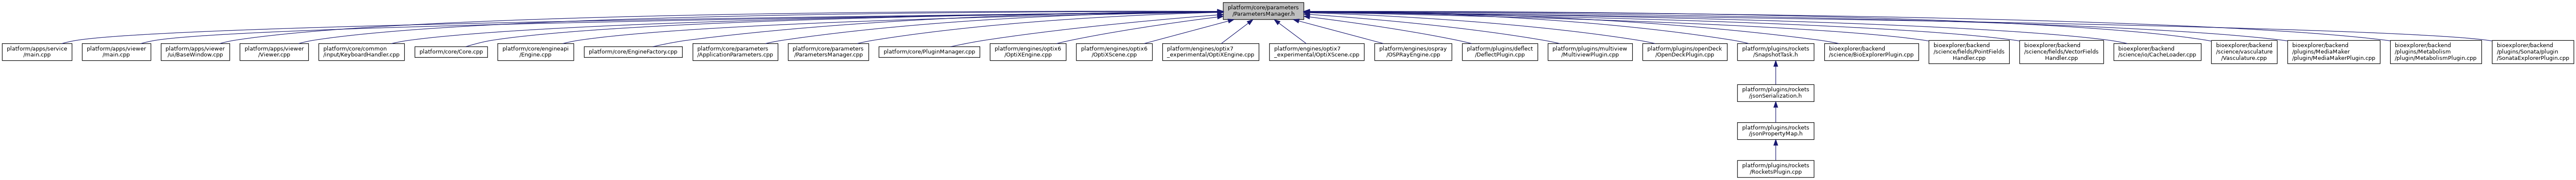 platform/core/parameters
/ParametersManager.h
platform/apps/service
/main.cpp
platform/apps/viewer
/main.cpp
platform/apps/viewer
/ui/BaseWindow.cpp
platform/apps/viewer
/Viewer.cpp
platform/core/common
/input/KeyboardHandler.cpp
platform/core/Core.cpp
platform/core/engineapi
/Engine.cpp
platform/core/EngineFactory.cpp
platform/core/parameters
/ApplicationParameters.cpp
platform/core/parameters
/ParametersManager.cpp
platform/core/PluginManager.cpp
platform/engines/optix6
/OptiXEngine.cpp
platform/engines/optix6
/OptiXScene.cpp
platform/engines/optix7
_experimental/OptiXEngine.cpp
platform/engines/optix7
_experimental/OptiXScene.cpp
platform/engines/ospray
/OSPRayEngine.cpp
platform/plugins/deflect
/DeflectPlugin.cpp
platform/plugins/multiview
/MultiviewPlugin.cpp
platform/plugins/openDeck
/OpenDeckPlugin.cpp
platform/plugins/rockets
/SnapshotTask.h
bioexplorer/backend
/science/BioExplorerPlugin.cpp
bioexplorer/backend
/science/fields/PointFields
Handler.cpp
bioexplorer/backend
/science/fields/VectorFields
Handler.cpp
bioexplorer/backend
/science/io/CacheLoader.cpp
bioexplorer/backend
/science/vasculature
/Vasculature.cpp
bioexplorer/backend
/plugins/MediaMaker
/plugin/MediaMakerPlugin.cpp
bioexplorer/backend
/plugins/Metabolism
/plugin/MetabolismPlugin.cpp
bioexplorer/backend
/plugins/Sonata/plugin
/SonataExplorerPlugin.cpp
platform/plugins/rockets
/jsonSerialization.h
platform/plugins/rockets
/jsonPropertyMap.h
platform/plugins/rockets
/RocketsPlugin.cpp